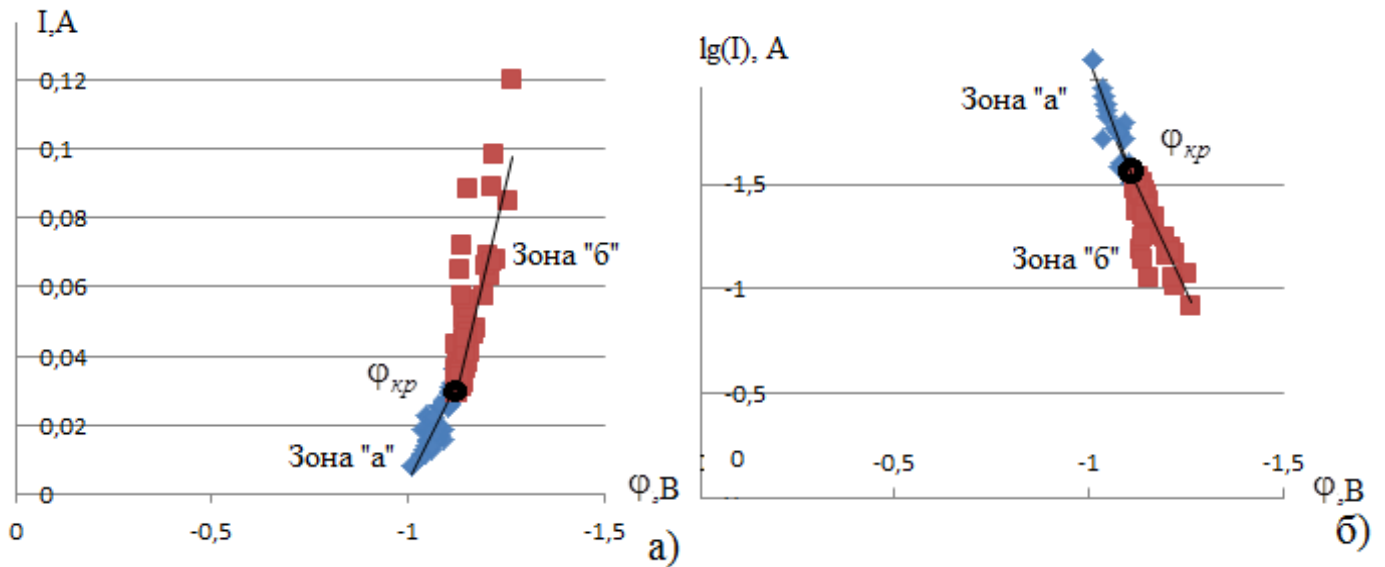 I,A
0,12
0,1
0,08
0,06
0,04
0,02
0
Зона "б"
φкр
Зона "а"
0
-0,5
-1
-1,5
φ,В
а)
lg(I), A
Зона "а"
φкр
-1,5
Зона "б"
-1
-0,5
0
-0,5
-1
-1,5
φ,В
б)